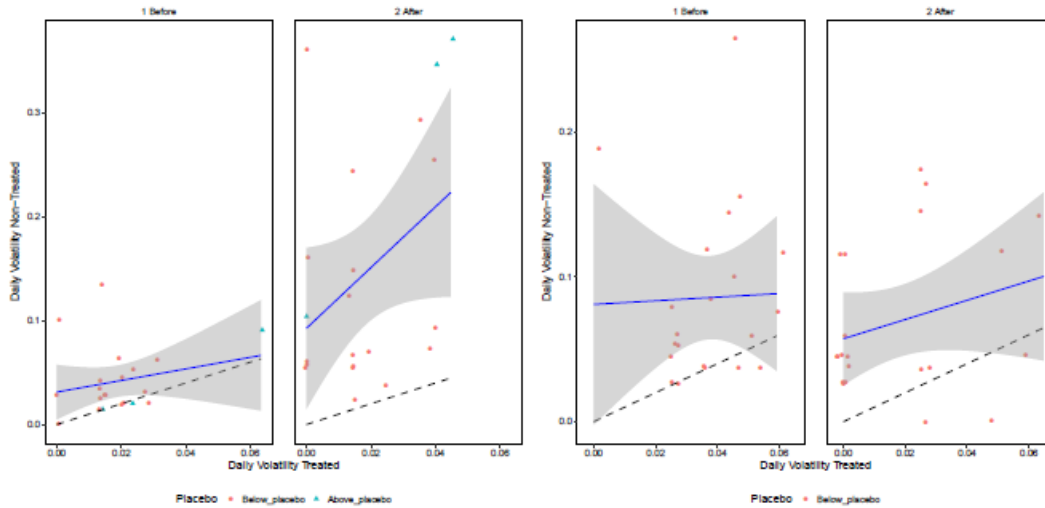 1 Before
2 After
1 Before
2 After
Daily Volatility Non−Treated
0.3
0.2
0.1
0.0
0.00 0.02 0.04 0.06
0.00 0.02 0.04 0.06
Daily Volatility Treated
Placebo Below_placebo Above_placebo
Daily Volatility Non−Treated
0.2
0.1
0.0
0.00 0.02 0.04 0.06
0.00 0.02 0.04 0.06
Daily Volatility Treated
Placebo Below_placebo